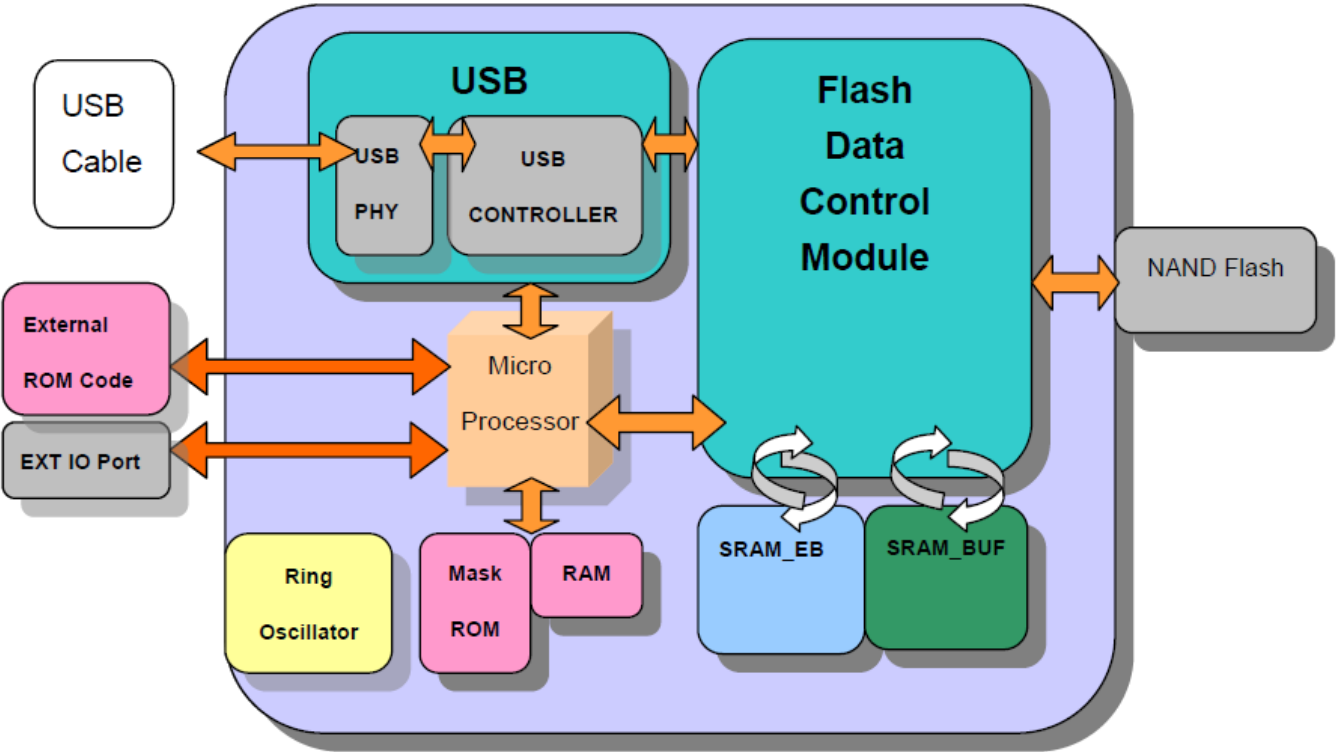 USB
Cable
USB
USB
PHY
USB
CONTROLLER
Flash
Data
Control
Module
NAND Flash
External
ROM Code
EXT IO Port
Micro
Processor
Ring
Oscillator
Mask
ROM
RAM
SRAM_EB
SRAM_BUF